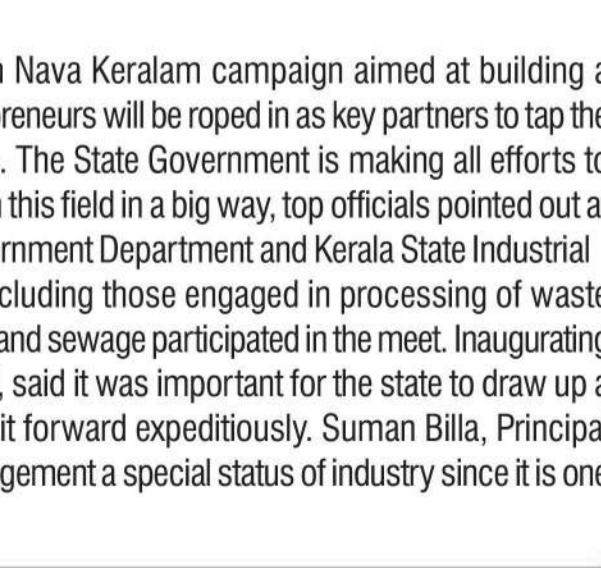 Nava Keralam campaign aimed at building a
reneurs will be roped in as key partners to tap the
. The State Government is making all efforts to
this field in a big way, top officials pointed out a
rnment Department and Kerala State Industrial
cluding those engaged in processing of waste
and sewage participated in the meet. Inaugurating
, said it was important for the state to draw up a
it forward expeditiously. Suman Billa, Principa
gement a special status of industry since it is one